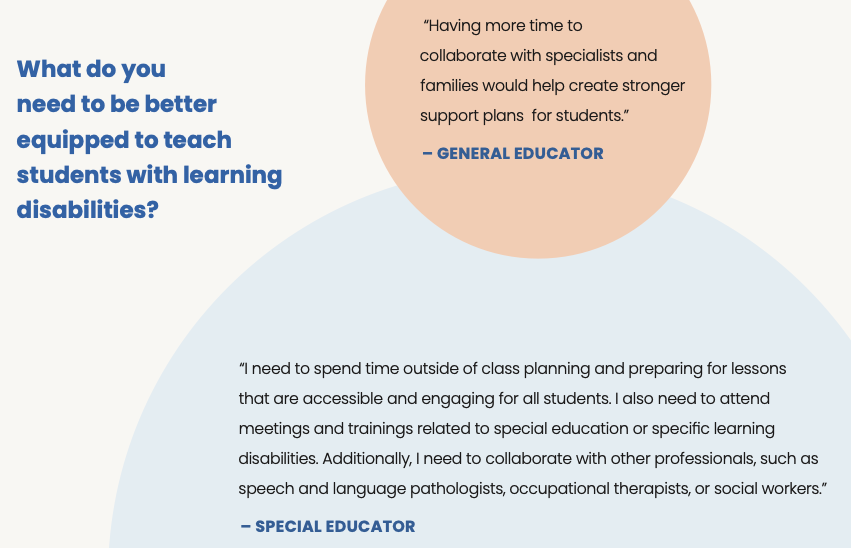 What do you
need to be better
equipped to teach
students with learning
disabilities?
“Having more time to
collaborate with specialists and
families would help create stronger
support plans  for students.”
– GENERAL EDUCATOR
“I need to spend time outside of class planning and preparing for lessons
that are accessible and engaging for all students. I also need to attend
meetings and trainings related to special education or specific learning
disabilities. Additionally, I need to collaborate with other professionals, such as
speech and language pathologists, occupational therapists, or social workers.”
– SPECIAL EDUCATOR